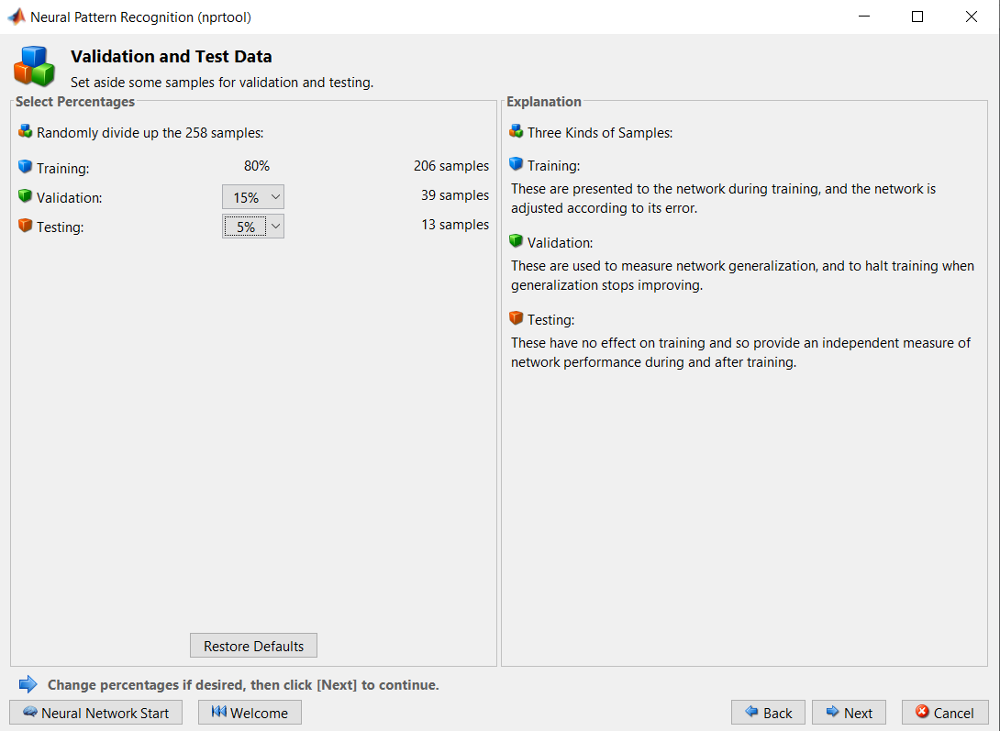 Neural Pattern Recognition (nprtool)
Validation and Test Data
Set aside some samples for validation and testing.
Select Percentages
Randomly divide up the 258 samples:
Training: 80% 206 samples
Validation: 15% 39 samples
Testing: 5% 13 samples
Restore Defaults
Explanation
Three Kinds of Samples:
Training:
These are presented to the network during training, and the network is
adjusted according to its error.
Validation:
These are used to measure network generalization, and to halt training when
generalization stops improving.
Testing:
These have no effect on training and so provide an independent measure of
network performance during and after training.
Change percentages if desired, then click [Next] to continue.
Neural Network Start Welcome Back Next Cancel